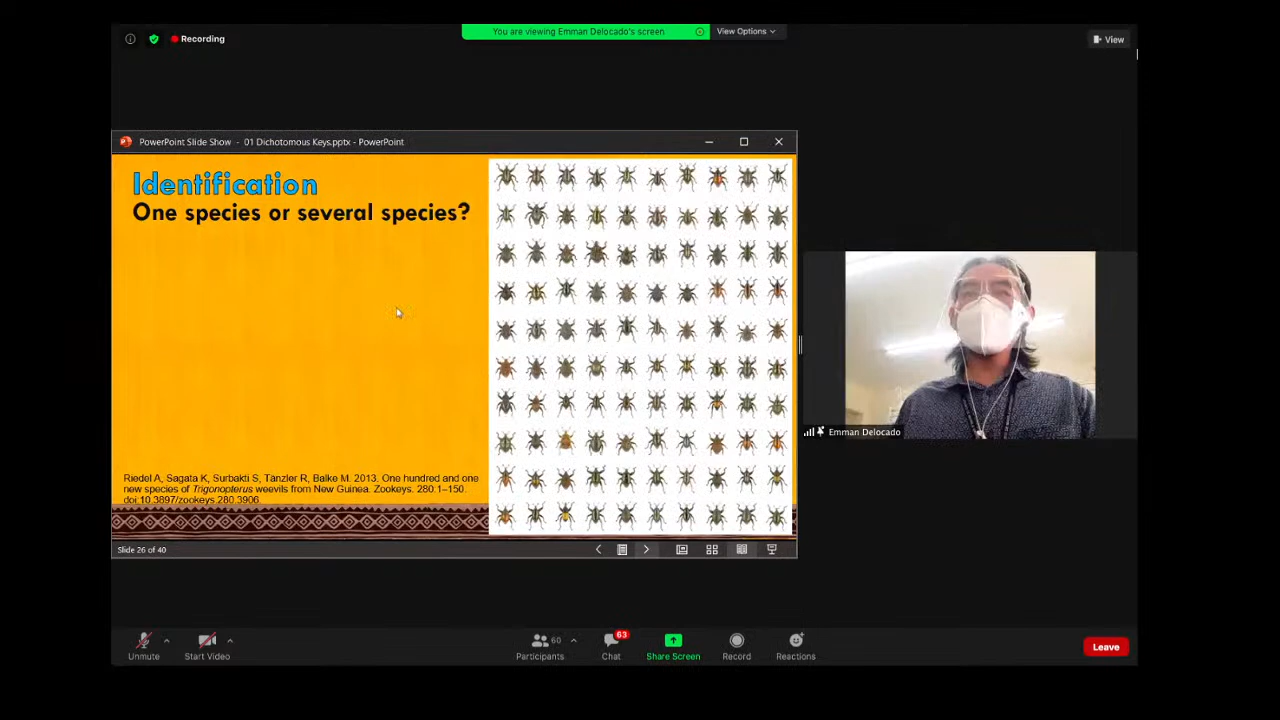 Recording
You are viewing Emman Delocado's screen
View Options
View
PowerPoint Slide Show - 01 Dichotomous Keys.pptx - PowerPoint
Identification
One species or several species?
Riedel A, Sagata K, Surbakti S, Tänzler R, Balke M. 2013. One hundred and one
new species of Trigonopterus weevils from New Guinea. Zookeys. 280:1–150.
doi:10.3897/zookeys.280.3906.
Emman Delocado
Slide 26 of 40
Unmute
Start Video
60
Participants
63
Chat
Share Screen
Record
Reactions
Leave